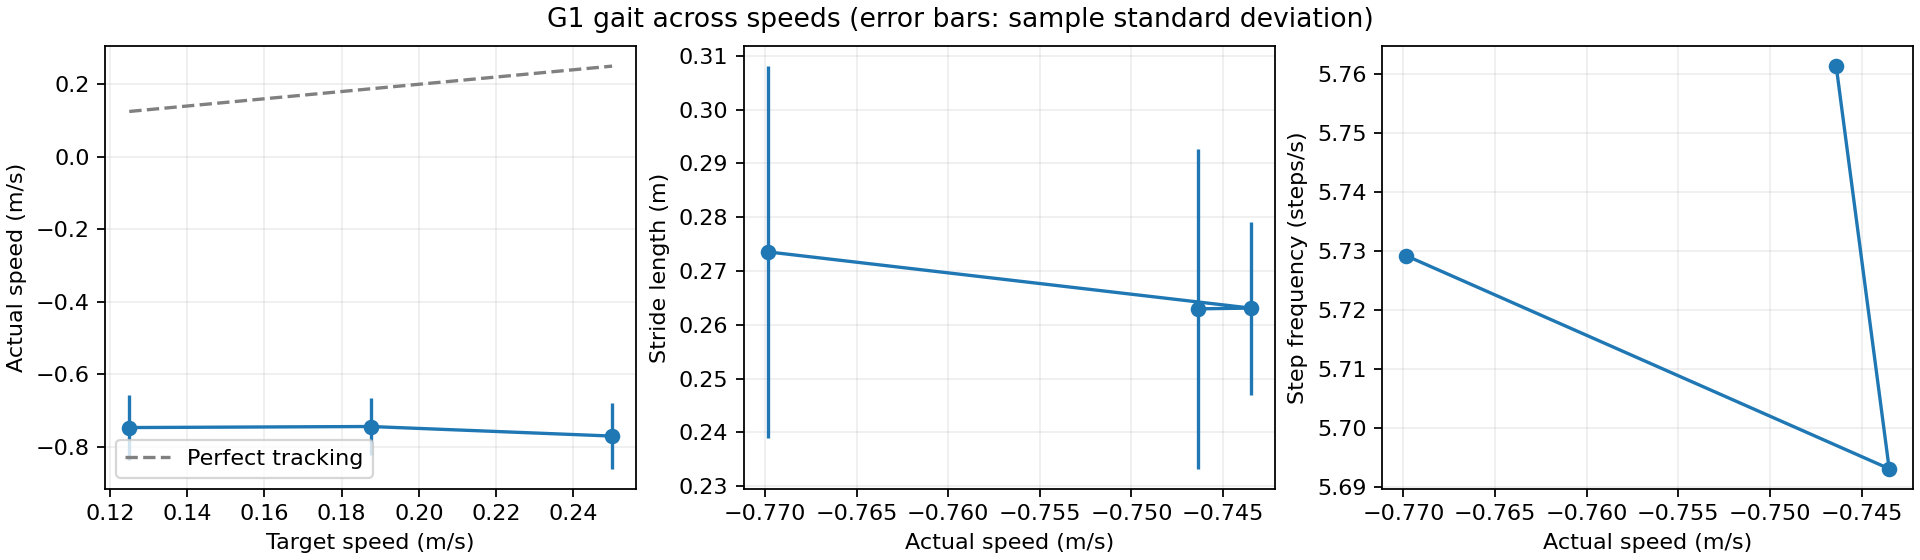 G1 gait across speeds (error bars: sample standard deviation)
Actual speed (m/s)
0.2
0.0
−0.2
−0.4
−0.6
−0.8
Perfect tracking
0.12 0.14 0.16 0.18 0.20 0.22 0.24
Target speed (m/s)
Stride length (m)
0.31
0.30
0.29
0.28
0.27
0.26
0.25
0.24
0.23
−0.770 −0.765 −0.760 −0.755 −0.750 −0.745
Actual speed (m/s)
Step frequency (steps/s)
5.76
5.75
5.74
5.73
5.72
5.71
5.70
5.69
−0.770 −0.765 −0.760 −0.755 −0.750 −0.745
Actual speed (m/s)